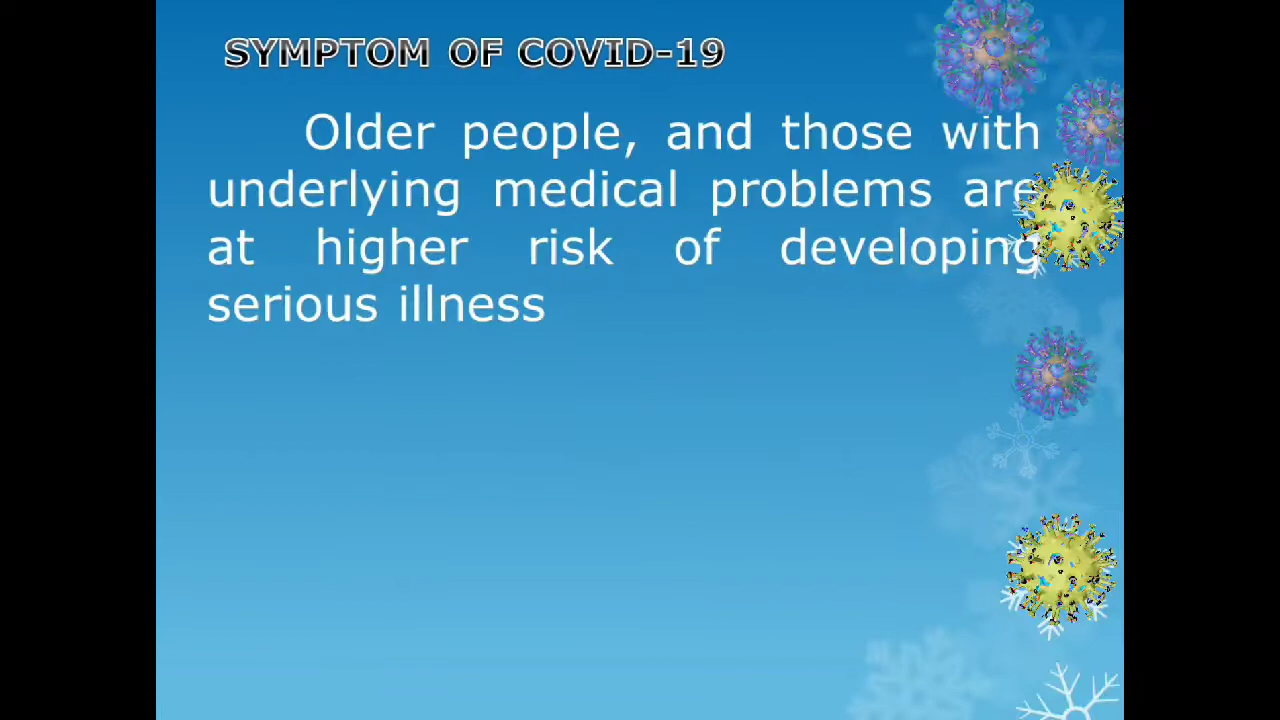 SYMPTOM OF COVID-19
Older people, and those with
underlying medical problems are
at higher risk of developing
serious illness